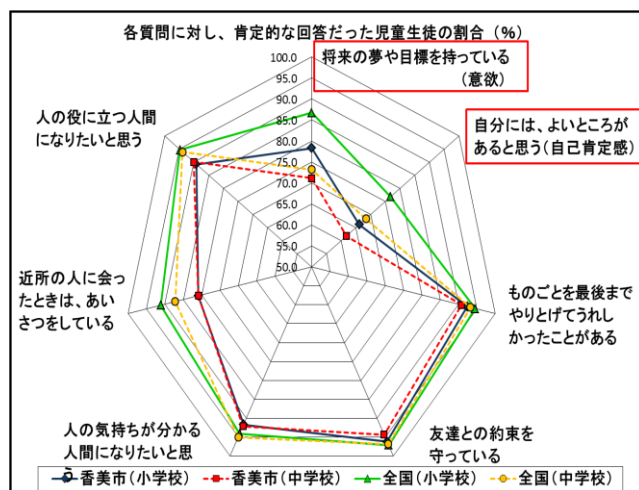 各質問に対し、肯定的な回答だった児童生徒の割合（％）
100.0
95.0
90.0
85.0
80.0
75.0
70.0
65.0
60.0
55.0
50.0
将来の夢や目標を持っている
（意欲）
自分には、よいところが
あると思う（自己肯定感）
ものごとを最後まで
やりとげてうれし
かったことがある
友達との約束を
守っている
人の気持ちが分かる
人間になりたいと思
う
近所の人に会っ
たときは、あい
さつをしている
人の役に立つ人間
になりたいと思う
香美市（小学校）
香美市（中学校）
全国（小学校）
全国（中学校）